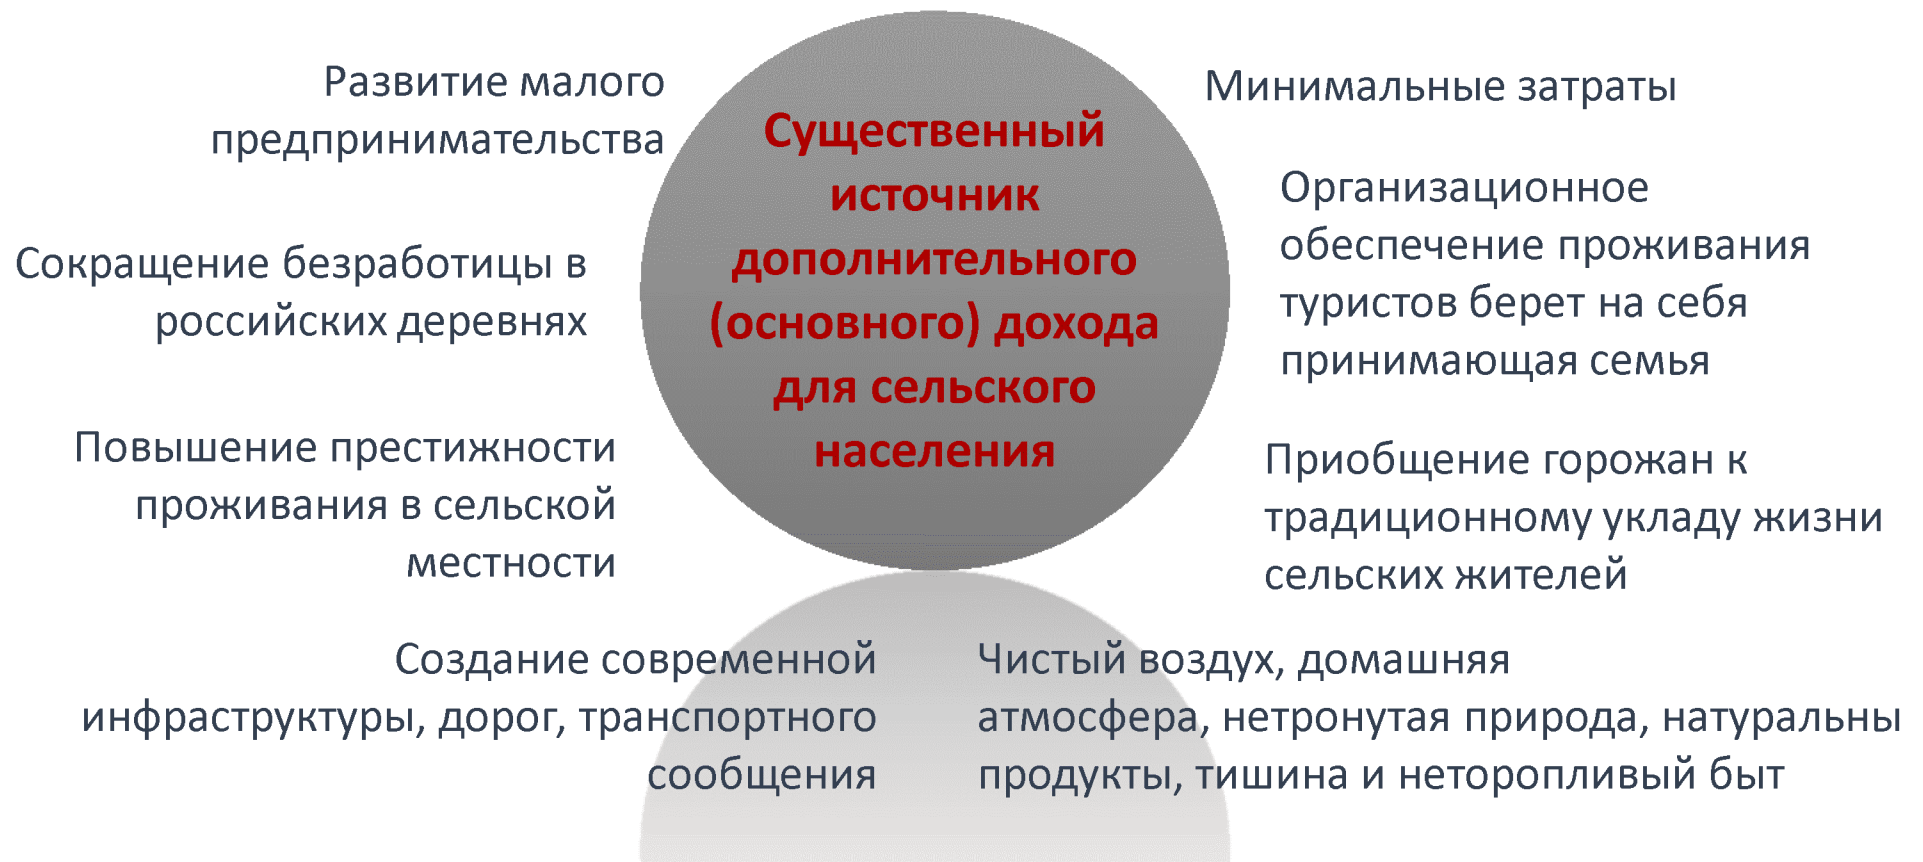 Развитие малого
предпринимательства
Сокращение безработицы в
российских деревнях
Повышение престижности
проживания в сельской
местности
Создание современной
инфраструктуры, дорог, транспортного
сообщения
Существенный
источник
дополнительного
(основного) дохода
для сельского
населения
Минимальные затраты
Организационное
обеспечение проживания
туристов берет на себя
принимающая семья
Приобщение горожан к
традиционному укладу жизни
сельских жителей
Чистый воздух, домашняя
атмосфера, нетронутая природа, натуральны
продукты, тишина и неторопливый быт